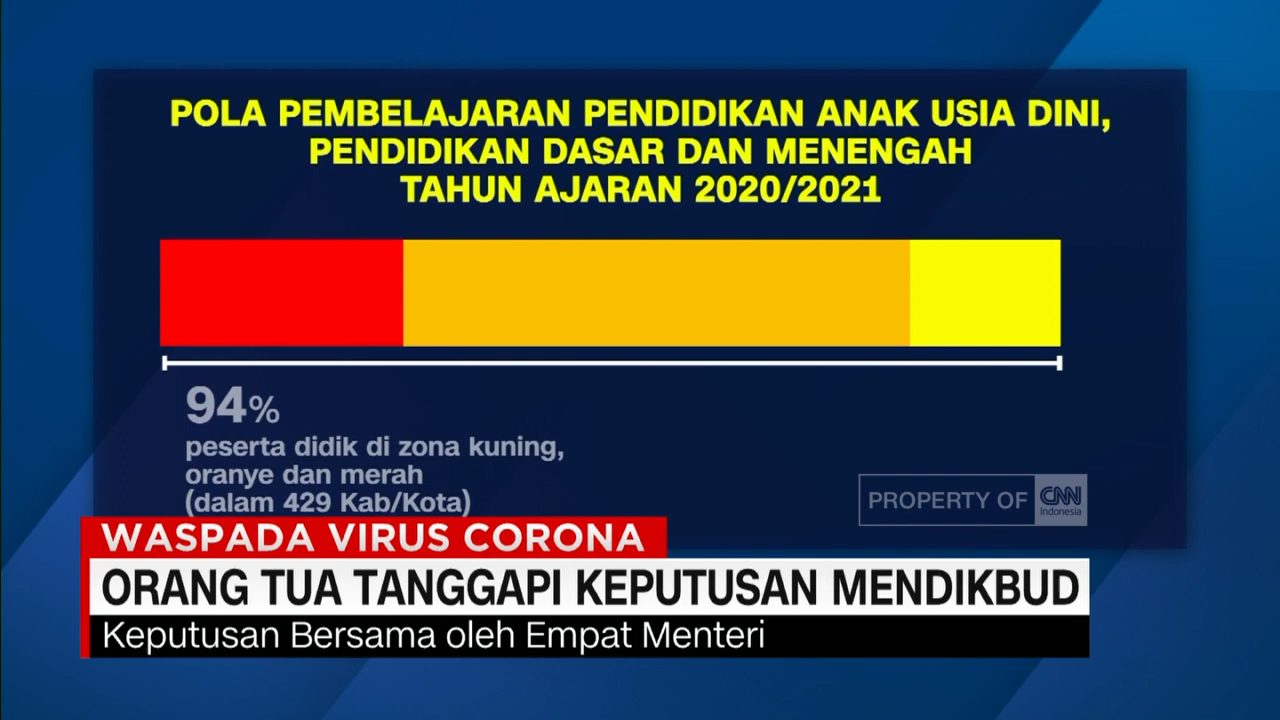 POLA PEMBELAJARAN PENDIDIKAN ANAK USIA DINI,
PENDIDIKAN DASAR DAN MENENGAH
TAHUN AJARAN 2020/2021
94%
peserta didik di zona kuning,
oranye dan merah
(dalam 429 Kab/Kota)
PROPERTY OF CNN Indonesia
WASPADA VIRUS CORONA
ORANG TUA TANGGAPI KEPUTUSAN MENDIKBUD
Keputusan Bersama oleh Empat Menteri